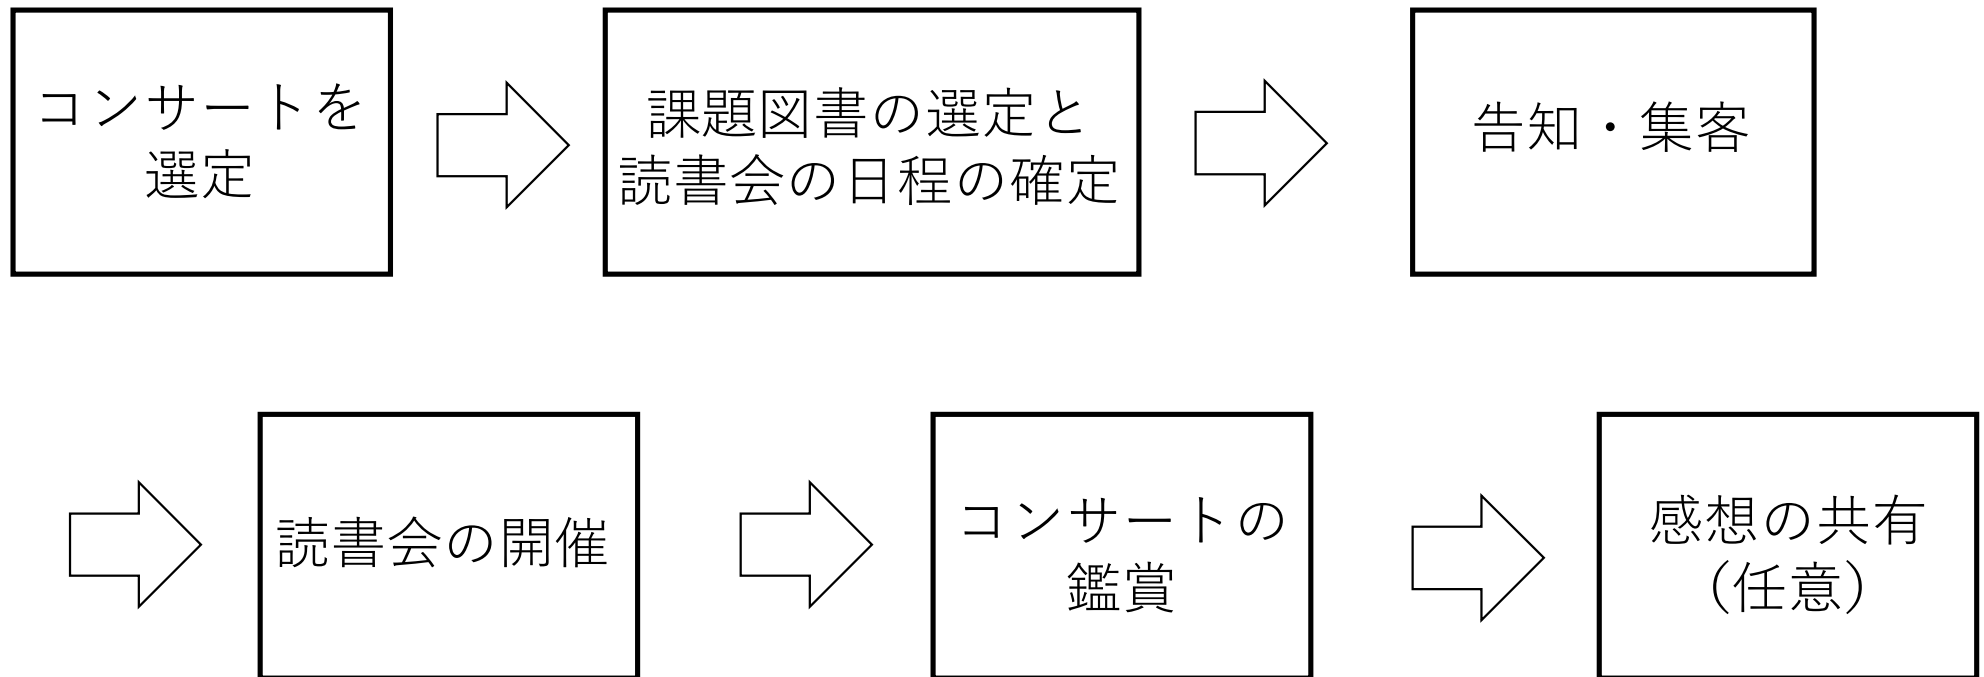 コンサートを
選定
課題図書の選定と
読書会の日程の確定
告知・集客
読書会の開催
コンサートの
鑑賞
感想の共有
（任意）